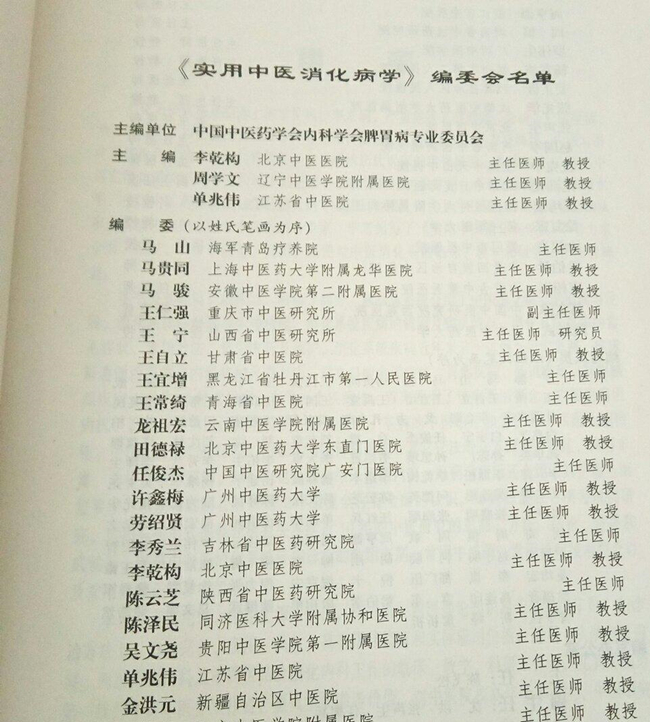 《实用中医消化病学》编委会名单
主编单位 中国中医药学会内科学会脾胃病专业委员会
主 编 李乾构 北京中医医院 主任医师 教授
周学文 辽宁中医学院附属医院 主任医师 教授
单兆伟 江苏省中医院 主任医师 教授
编 委(以姓氏笔画为序)
马 山 海军青岛疗养院 主任医师
马贵同 上海中医药大学附属龙华医院 主任医师 教授
马 骏 安徽中医学院第二附属医院 主任医师 教授
王仁强 重庆市中医研究所 副主任医师
王 宁 山西省中医研究所 主任医师 研究员
王自立 甘肃省中医院 主任医师 教授
王宜增 黑龙江省牡丹江市第一人民医院 主任医师
王常绮 青海省中医院 主任医师
龙祖宏 云南中医学院附属医院 主任医师 教授
田德禄 北京中医药大学东直门医院 主任医师 教授
任俊杰 中国中医研究院广安门医院 主任医师
许鑫梅 广州中医药大学 主任医师 教授
劳绍贤 广州中医药大学 主任医师 教授
李秀兰 吉林省中医药研究院 主任医师
李乾构 北京中医医院 主任医师 教授
陈云芝 陕西省中医药研究院 主任医师
陈泽民 同济医科大学附属协和医院 主任医师 教授
吴文尧 贵阳中医学院第一附属医院 主任医师 教授
单兆伟 江苏省中医院 主任医师 教授
金洪元 新疆自治区中医院 主任医师 教授
中医学院附属医院 主任医师 教授